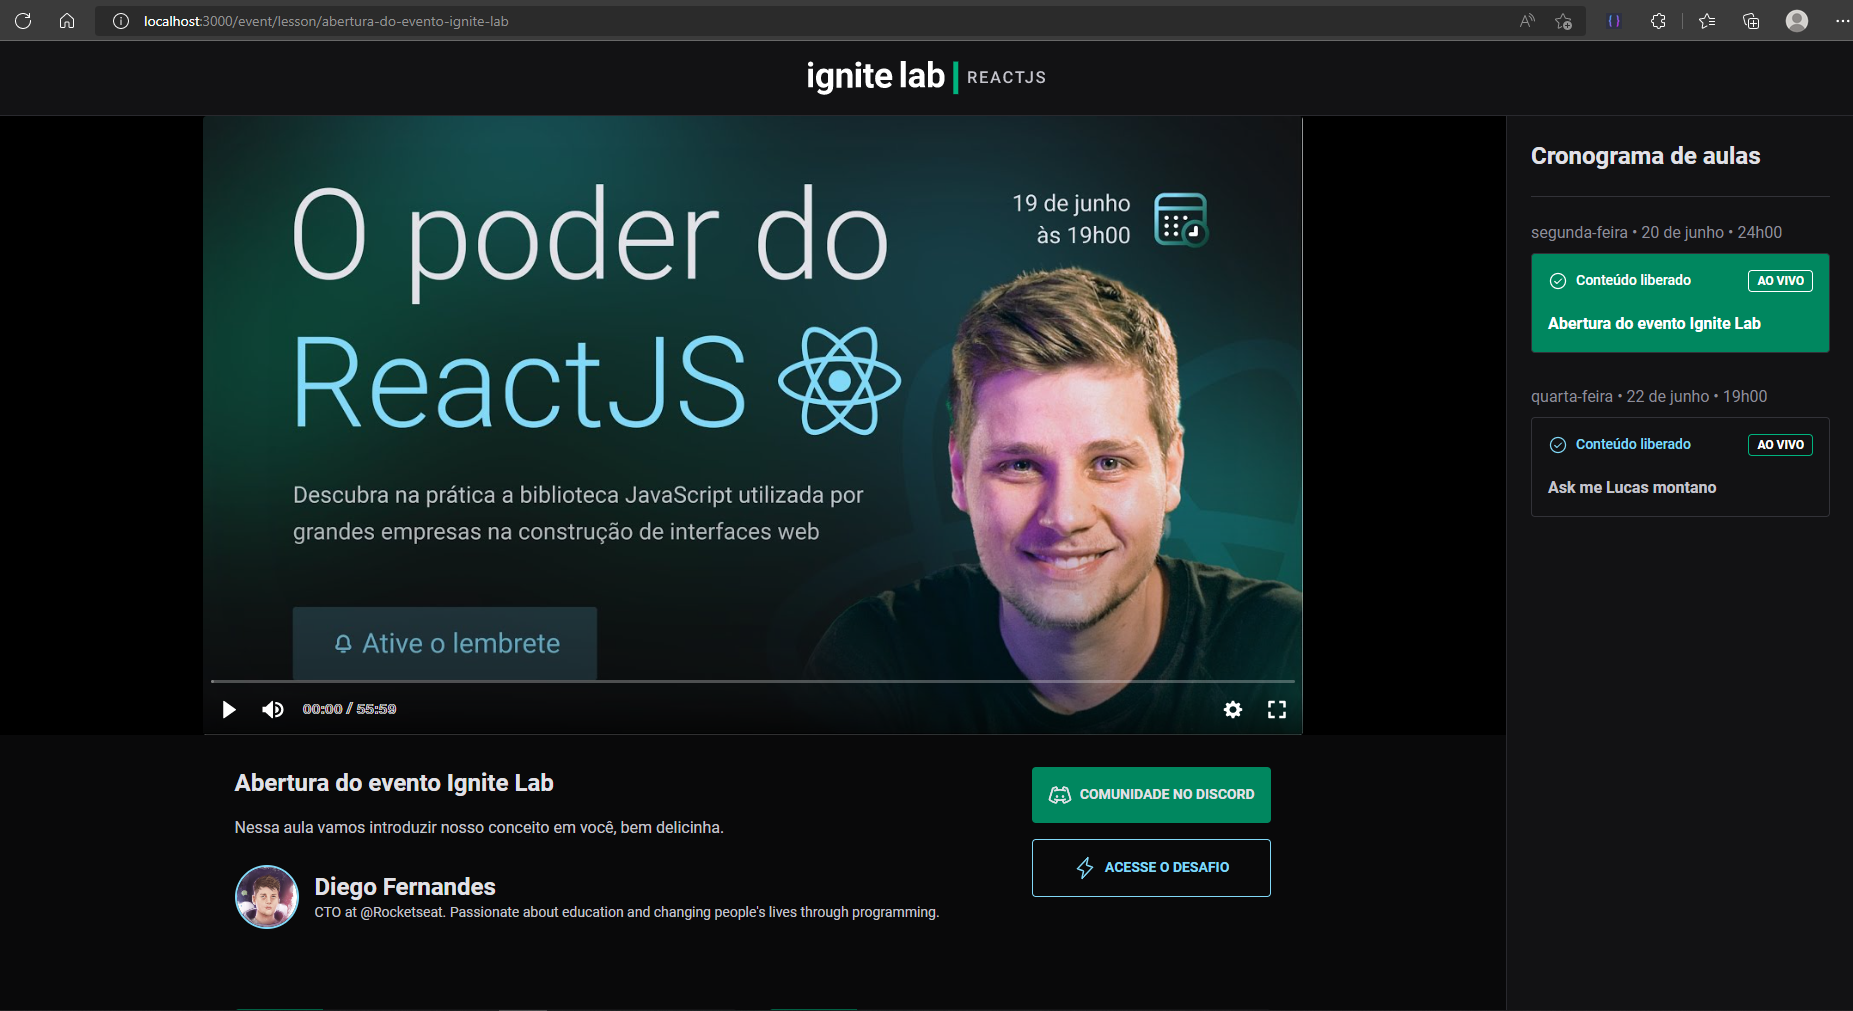 localhost:3000/event/lesson/abertura-do-evento-ignite-lab
ignite lab | REACTJS
O poder do
ReactJS
19 de junho
às 19h00
Descubra na prática a biblioteca JavaScript utilizada por
grandes empresas na construção de interfaces web
Ative o lembrete
00:00 / 55:59
Abertura do evento Ignite Lab
Nessa aula vamos introduzir nosso conceito em você, bem delicinha.
Diego Fernandes
CTO at @Rocketseat. Passionate about education and changing people's lives through programming.
COMUNIDADE NO DISCORD
ACESSE O DESAFIO
Cronograma de aulas
segunda-feira • 20 de junho • 24h00
Conteúdo liberado
AO VIVO
Abertura do evento Ignite Lab
quarta-feira • 22 de junho • 19h00
Conteúdo liberado
AO VIVO
Ask me Lucas montano